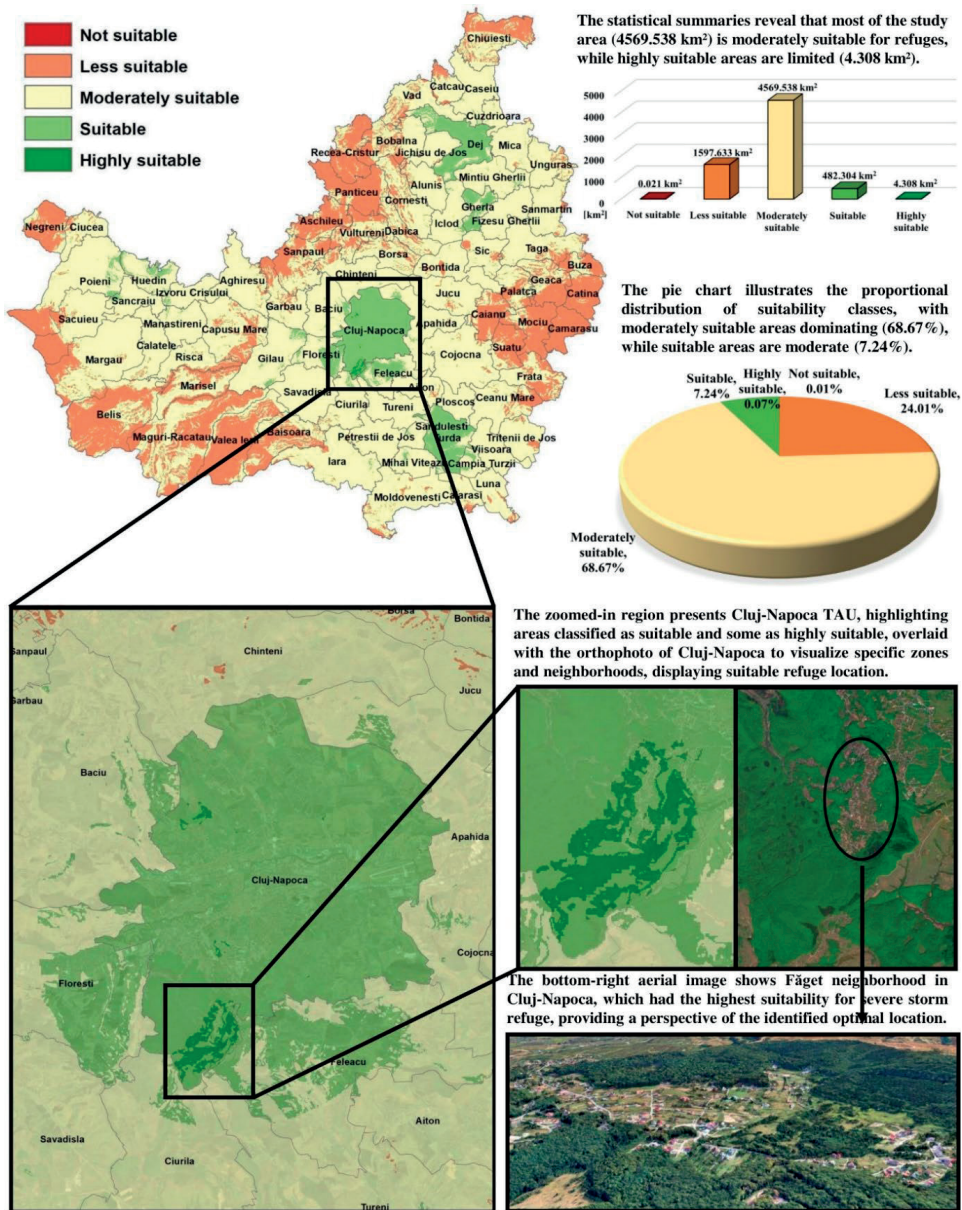 Not suitable
Less suitable
Moderately suitable
Suitable
Highly suitable
The statistical summaries reveal that most of the study
area (4569.538 km²) is moderately suitable for refuges,
while highly suitable areas are limited (4.308 km²).
4569.538 km²
5000
4000
3000
2000
1000
0
[km²]
0.021 km²
1597.633 km²
482.304 km²
4.308 km²
Not suitable
Less suitable
Moderately
suitable
Suitable
Highly
suitable
Chiuiesti
Catcau
Caseiu
Vad
Cuzdrioara
Bobalna
Dej
Recea-Cristur
Jichisu de Jos
Mica
Unguras
Panticeu
Alunis
Mintiu Gherlii
Cornesti
Gherla
Sanmartin
Aschileu
Iclod
Fizesu Gherlii
Negreni
Ciucea
Vultureni
Dabica
Sanpaul
Borsa
Sic
Taga
Buza
Poieni
Huedin
Aghiresu
Chinteni
Bontida
Geaca
Izvoru Crisului
Palatca
Catina
Sancraiu
Garbau
Baciu
Jucu
Caianu
Sacuieu
Manastireni
Capusu Mare
Cluj-Napoca
Apahida
Mociu
Camarasu
Calatele
Suatu
Margau
Risca
Gilau
Floresti
Cojocna
Feleacu
Frata
Marisel
Aiton
Savadisla
Ceanu Mare
Belis
Ciurila
Tureni
Ploscos
Sandulesti
Maguri-Racatau
Valea Ierii
Baisoara
Petrestii de Jos
Turda
Tritenii de Jos
Viisoara
Iara
Mihai Viteazu
Campia Turzii
Luna
Moldovenesti
Calarasi
The pie chart illustrates the proportional
distribution of suitability classes, with
moderately suitable areas dominating (68.67%),
while suitable areas are moderate (7.24%).
Suitable,
7.24%
Highly
suitable,
0.07%
Not suitable,
0.01%
Less suitable,
24.01%
Moderately
suitable,
68.67%
Borsa
Bontida
Sanpaul
Chinteni
Jucu
Garbau
Baciu
Apahida
Cluj-Napoca
Cojocna
Floresti
Feleacu
Aiton
Savadisla
Ciurila
Tureni
The zoomed-in region presents Cluj-Napoca TAU, highlighting
areas classified as suitable and some as highly suitable, overlaid
with the orthophoto of Cluj-Napoca to visualize specific zones
and neighborhoods, displaying suitable refuge location.
The bottom-right aerial image shows Făget neighborhood in
Cluj-Napoca, which had the highest suitability for severe storm
refuge, providing a perspective of the identified optimal location.